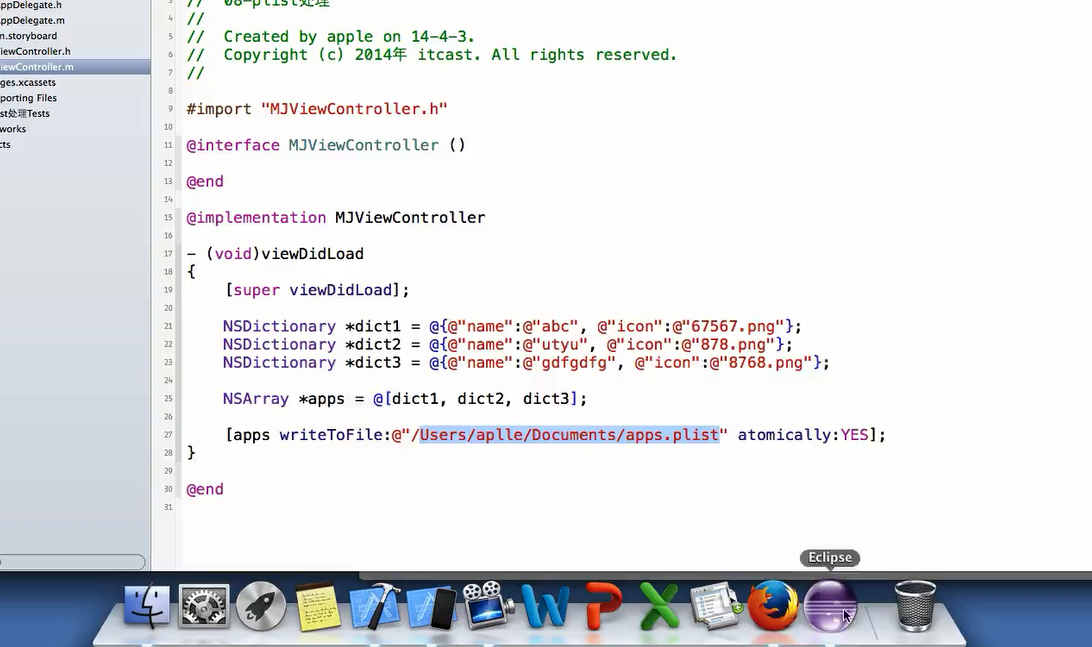 AppDelegate.h
AppDelegate.m
n.storyboard
iewController.h
iewController.m
ges.xcassets
porting Files
st处理Tests
works
cts
3 // 08-plist处理
4 //
5 // Created by apple on 14-4-3.
6 // Copyright (c) 2014年 itcast. All rights reserved.
7 //
8
9 #import "MJViewController.h"
10
11 @interface MJViewController ()
12
13 @end
14
15 @implementation MJViewController
16
17 - (void)viewDidLoad
18 {
19 [super viewDidLoad];
20
21 NSDictionary *dict1 = @{@"name":@"abc", @"icon":@"67567.png"};
22 NSDictionary *dict2 = @{@"name":@"utyu", @"icon":@"878.png"};
23 NSDictionary *dict3 = @{@"name":@"gdfgdfg", @"icon":@"8768.png"};
24
25 NSArray *apps = @[dict1, dict2, dict3];
26
27 [apps writeToFile:@"/Users/aplle/Documents/apps.plist" atomically:YES];
28 }
29
30 @end
31
Eclipse